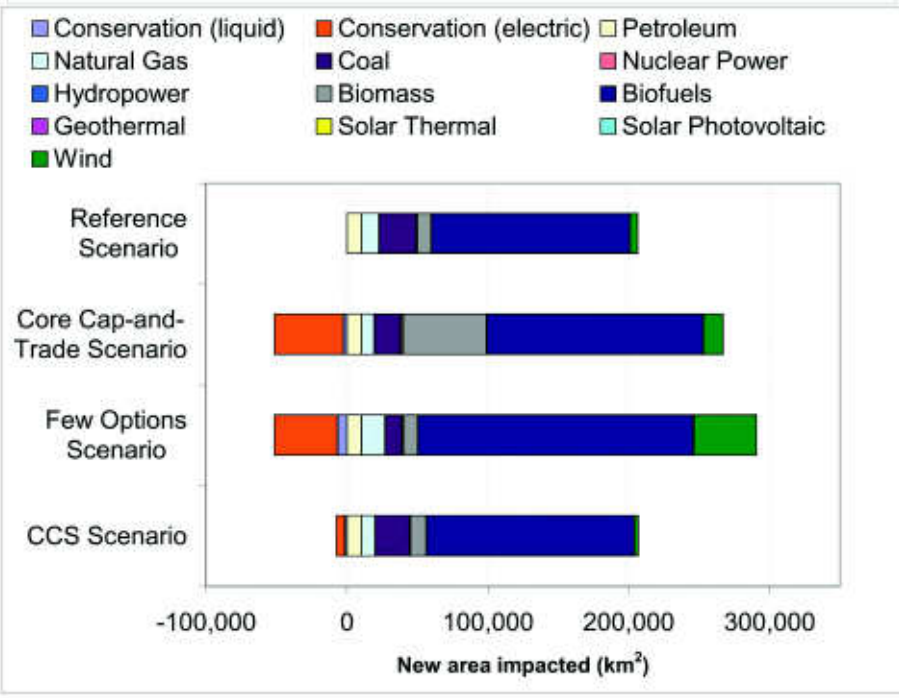 Conservation (liquid) Conservation (electric) Petroleum
Natural Gas Coal Nuclear Power
Hydropower Biomass Biofuels
Geothermal Solar Thermal Solar Photovoltaic
Wind
Reference
Scenario
Core Cap-and-
Trade Scenario
Few Options
Scenario
CCS Scenario
-100,000 0 100,000 200,000 300,000
New area impacted (km²)